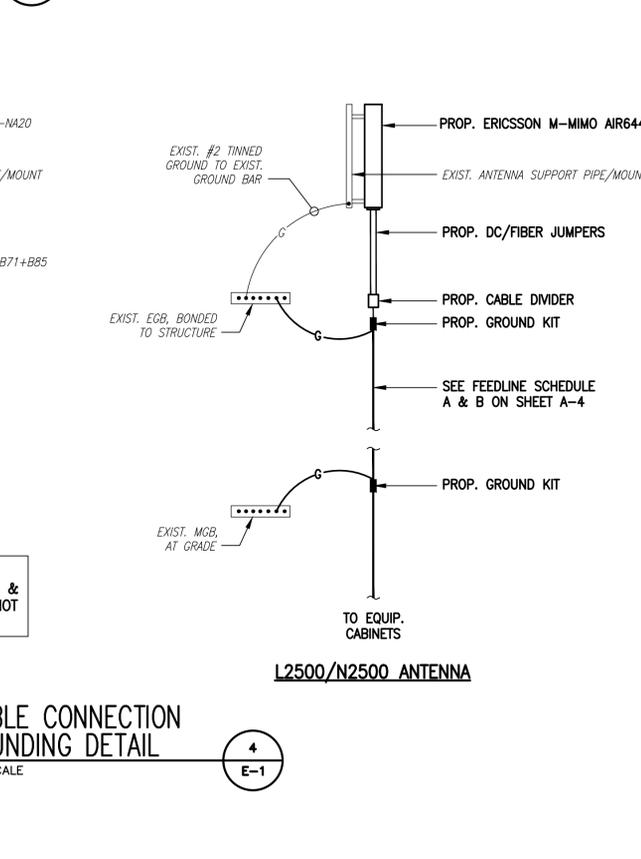 -NA20
/MOUNT
B71+B85
EXIST. #2 TINNED
GROUND TO EXIST.
GROUND BAR
G
EXIST. EGB, BONDED
TO STRUCTURE
G
PROP. ERICSSON M-MIMO AIR644
EXIST. ANTENNA SUPPORT PIPE/MOUN
PROP. DC/FIBER JUMPERS
PROP. CABLE DIVIDER
PROP. GROUND KIT
SEE FEEDLINE SCHEDULE
A & B ON SHEET A-4
G
PROP. GROUND KIT
EXIST. MGB,
AT GRADE
&
TO EQUIP.
CABINETS
L2500/N2500 ANTENNA
BLE CONNECTION
UNDING DETAIL
CALE
4
E-1